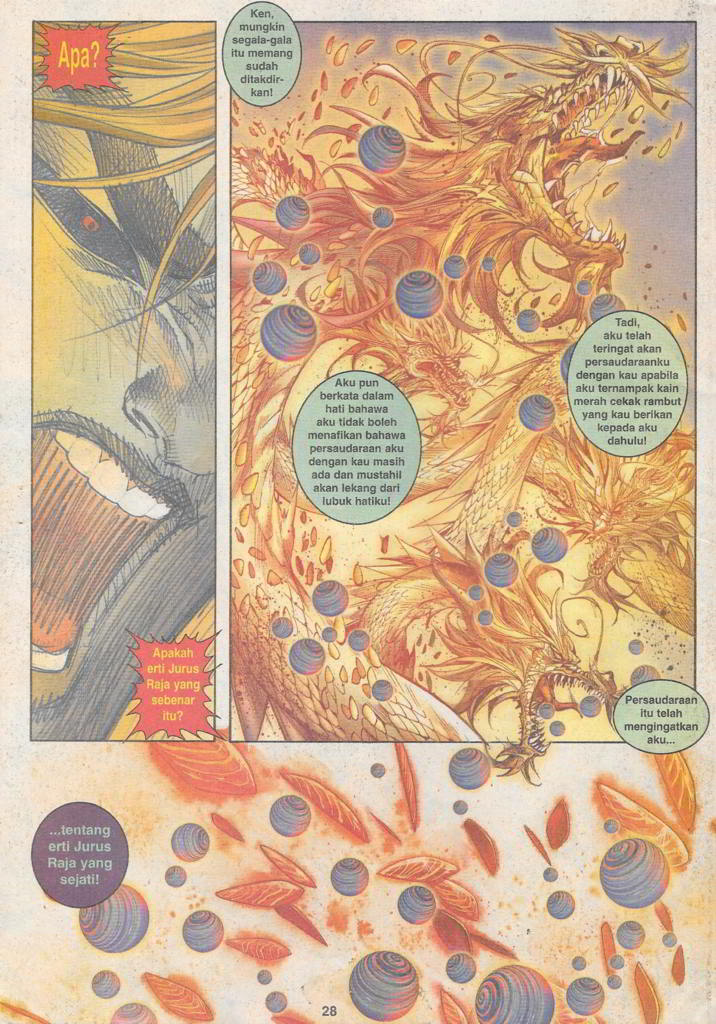 Apa?
Apakah
erti Jurus
Raja yang
sebenar
itu?
Ken,
mungkin
segala-gala
itu memang
sudah
ditakdir-
kan!
Tadi,
aku telah
teringat akan
persaudaraanku
dengan kau apabila
aku ternampak kain
merah cekak rambut
yang kau berikan
kepada aku
dahulu!
Aku pun
berkata dalam
hati bahawa
aku tidak boleh
menafikan bahawa
persaudaraan aku
dengan kau masih
ada dan mustahil
akan lekang dari
lubuk hatiku!
Persaudaraan
itu telah
mengingatkan
aku...
...tentang
erti Jurus
Raja yang
sejati!
28